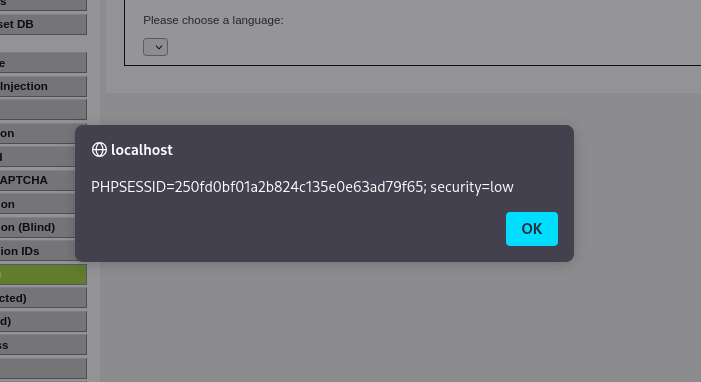 s
set DB
Please choose a language:
e
Injection
on
APTCHA
on
on (Blind)
ion IDs
cted)
d)
ss
localhost
PHPSESSID=250fd0bf01a2b824c135e0e63ad79f65; security=low
OK